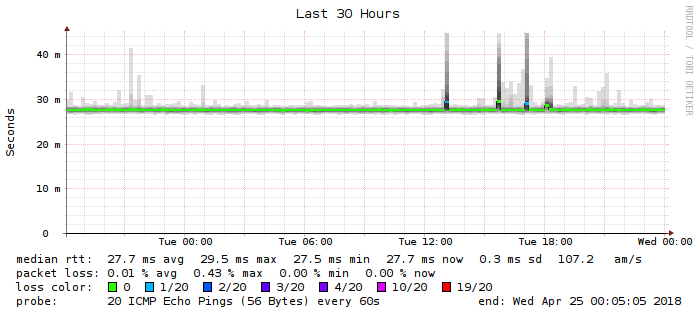 Last 30 Hours
RRDTOOL / TOBI OETIKER
Seconds
40 m
30 m
20 m
10 m
0
Tue 00:00 Tue 06:00 Tue 12:00 Tue 18:00 Wed 00:00
median rtt: 27.7 ms avg 29.5 ms max 27.5 ms min 27.7 ms now 0.3 ms sd 107.2 am/s
packet loss: 0.01 % avg 0.43 % max 0.00 % min 0.00 % now
loss color: 0 1/20 2/20 3/20 4/20 10/20 19/20
probe: 20 ICMP Echo Pings (56 Bytes) every 60s end: Wed Apr 25 00:05:05 2018